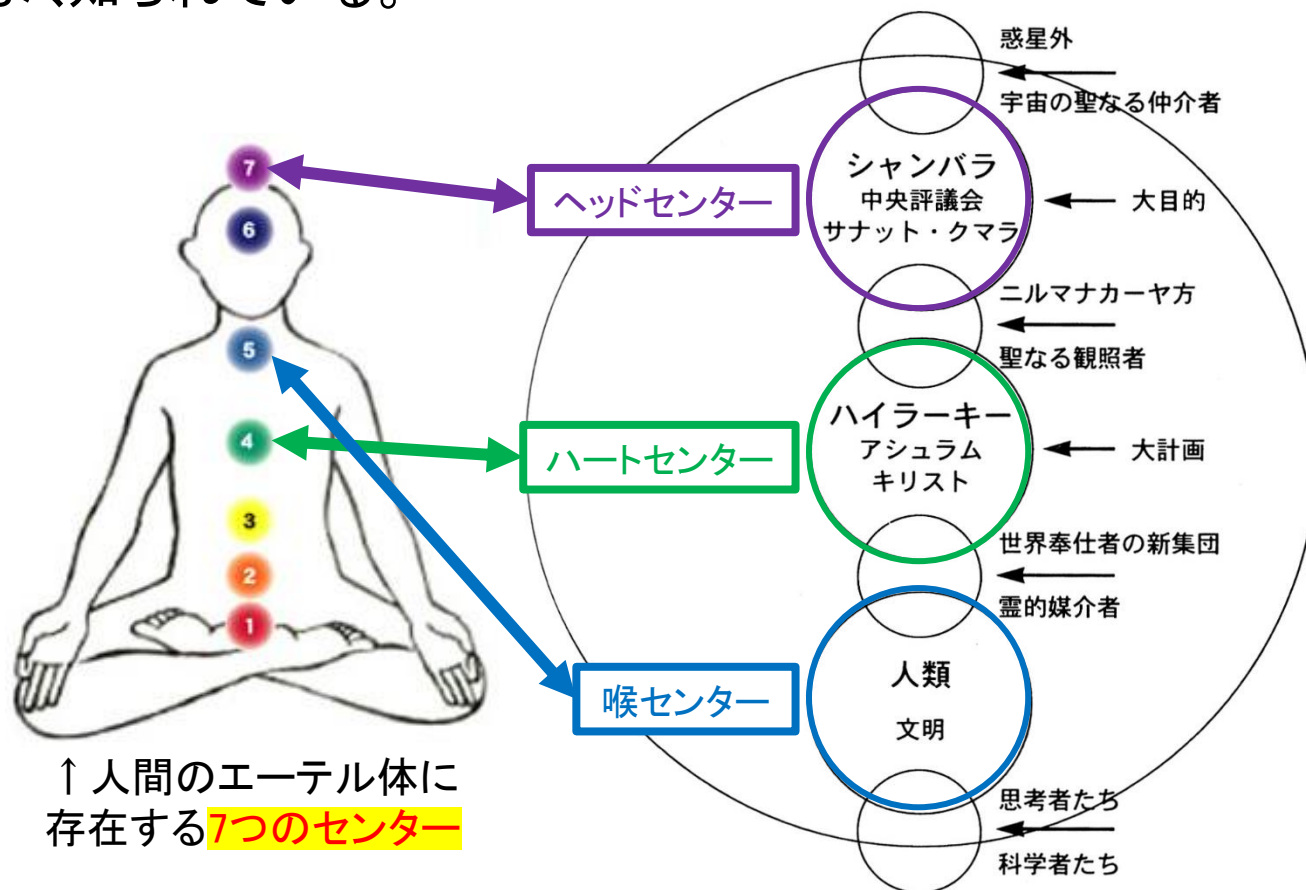 く知られている。
7
6
5
4
3
2
1
↑人間のエーテル体に
存在する7つのセンター
ヘッドセンター
ハートセンター
喉センター
惑星外
宇宙の聖なる仲介者
シャンバラ
中央評議会
サナット・クマラ
大目的
ニルマナカーヤ方
聖なる観照者
ハイラーキー
アシュラム
キリスト
大計画
世界奉仕者の新集団
霊的媒介者
人類
文明
思考者たち
科学者たち